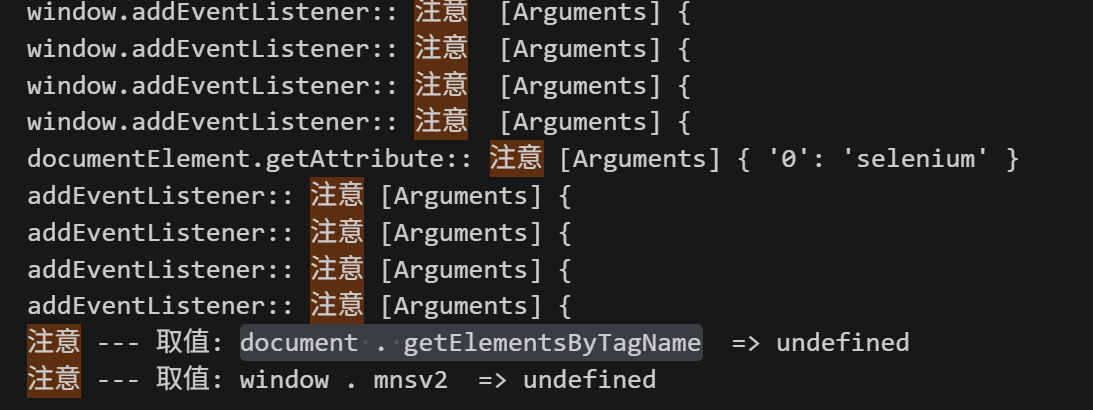 window.addEventListener:: 注意  [Arguments] {
window.addEventListener:: 注意  [Arguments] {
window.addEventListener:: 注意  [Arguments] {
window.addEventListener:: 注意  [Arguments] {
documentElement.getAttribute:: 注意 [Arguments] { '0': 'selenium' }
addEventListener:: 注意 [Arguments] {
addEventListener:: 注意 [Arguments] {
addEventListener:: 注意 [Arguments] {
addEventListener:: 注意 [Arguments] {
注意 --- 取值: document . getElementsByTagName  => undefined
注意 --- 取值: window . mnsv2  => undefined